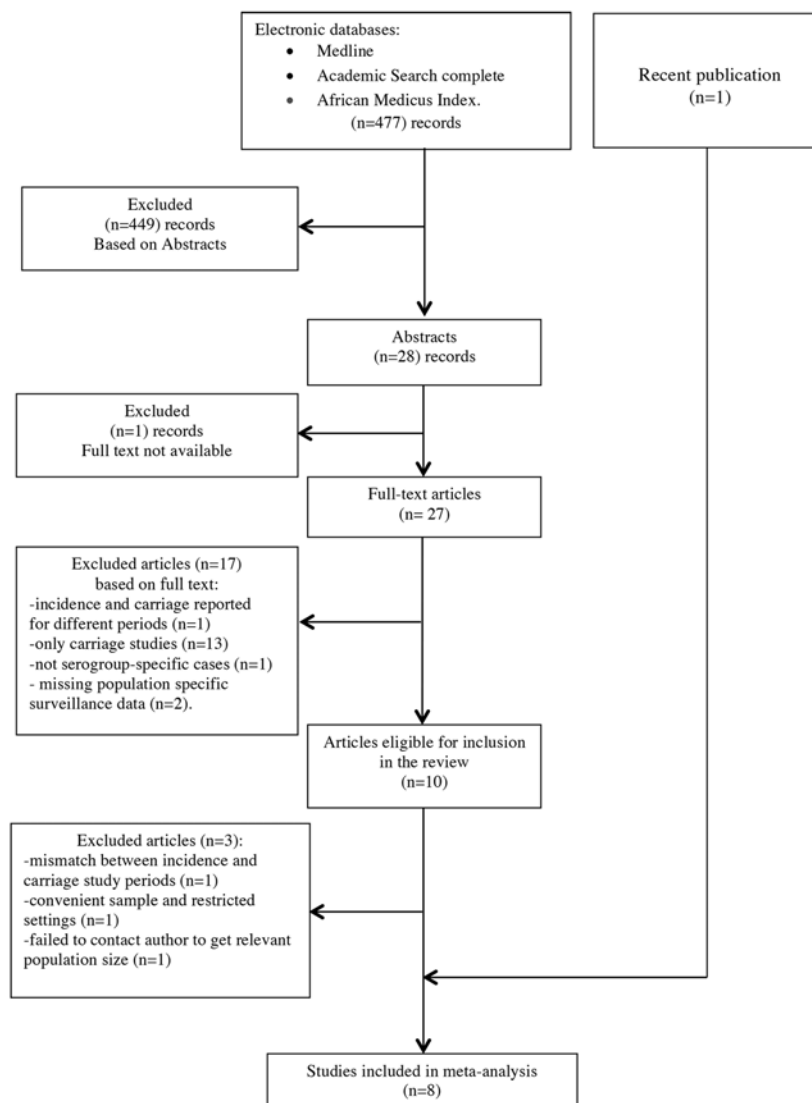 Electronic databases:
• Medline
• Academic Search complete
• African Medicus Index.
(n=477) records
Recent publication
(n=1)
Excluded
(n=449) records
Based on Abstracts
Abstracts
(n=28) records
Excluded
(n=1) records
Full text not available
Full-text articles
(n= 27)
Excluded articles (n=17)
based on full text:
-incidence and carriage reported
for different periods (n=1)
-only carriage studies (n=13)
-not serogroup-specific cases (n=1)
- missing population specific
surveillance data (n=2).
Articles eligible for inclusion
in the review
(n=10)
Excluded articles (n=3):
-mismatch between incidence and
carriage study periods (n=1)
-convenient sample and restricted
settings (n=1)
-failed to contact author to get relevant
population size (n=1)
Studies included in meta-analysis
(n=8)